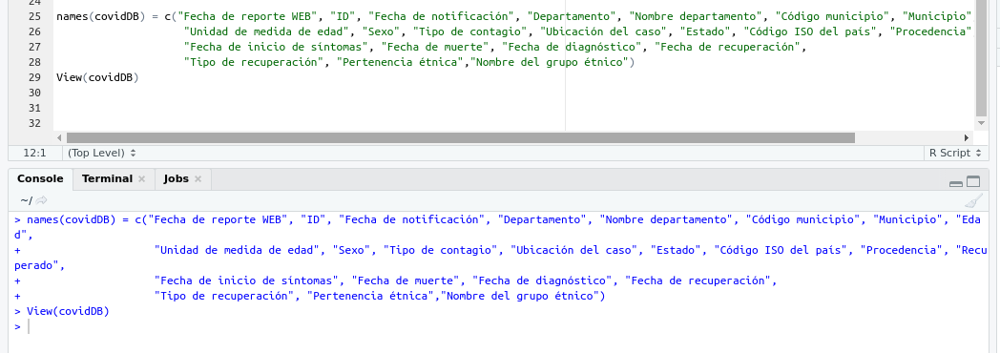 24
25 names(covidDB) = c("Fecha de reporte WEB", "ID", "Fecha de notificación", "Departamento", "Nombre departamento", "Código municipio", "Municipio"
26 "Unidad de medida de edad", "Sexo", "Tipo de contagio", "Ubicación del caso", "Estado", "Código ISO del país", "Procedencia"
27 "Fecha de inicio de síntomas", "Fecha de muerte", "Fecha de diagnóstico", "Fecha de recuperación",
28 "Tipo de recuperación", "Pertenencia étnica","Nombre del grupo étnico")
29 View(covidDB)
30
31
32
12:1 (Top Level) R Script
Console Terminal Jobs
~/
> names(covidDB) = c("Fecha de reporte WEB", "ID", "Fecha de notificación", "Departamento", "Nombre departamento", "Código municipio", "Municipio", "Eda
d",
+ "Unidad de medida de edad", "Sexo", "Tipo de contagio", "Ubicación del caso", "Estado", "Código ISO del país", "Procedencia", "Recu
perado",
+ "Fecha de inicio de síntomas", "Fecha de muerte", "Fecha de diagnóstico", "Fecha de recuperación",
+ "Tipo de recuperación", "Pertenencia étnica","Nombre del grupo étnico")
> View(covidDB)
>